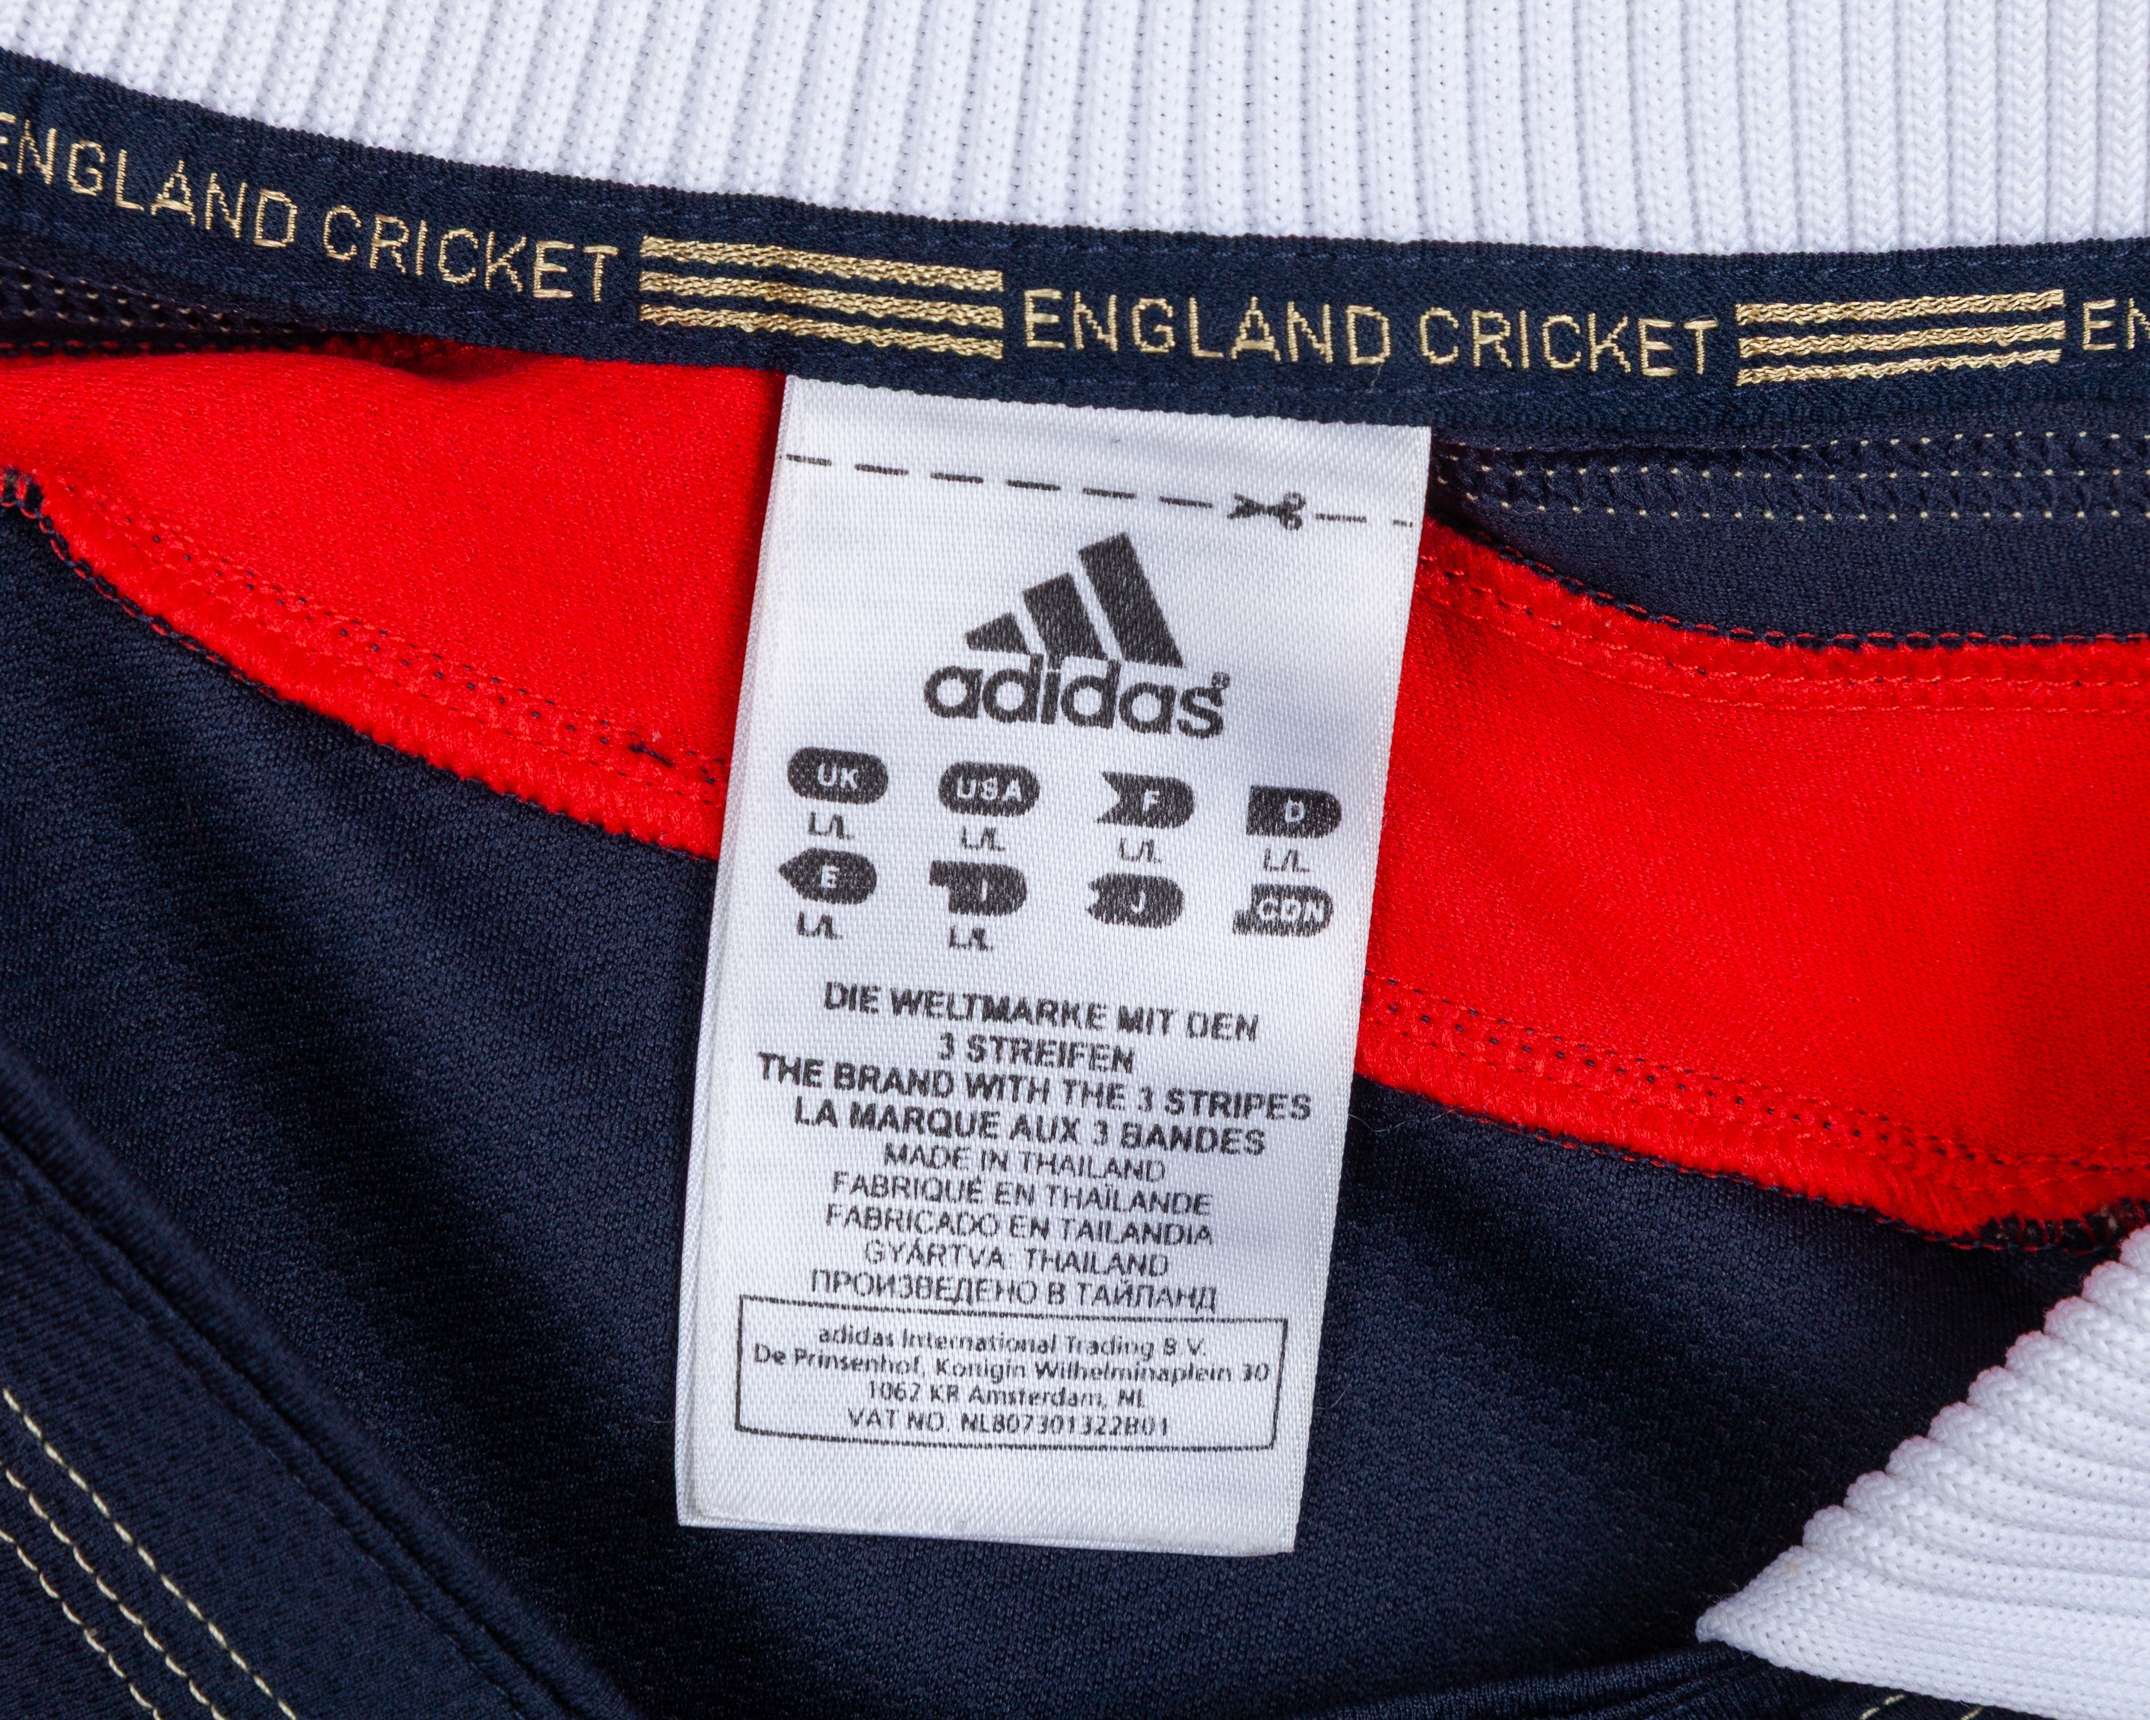 ENGLAND CRICKET ENGLAND CRICKET EN
adidas®
UK USA F D
L/L L/L L/L L/L
E I J CDN
L/L L/L
DIE WELTMARKE MIT DEN
3 STREIFEN
THE BRAND WITH THE 3 STRIPES
LA MARQUE AUX 3 BANDES
MADE IN THAILAND
FABRIQUÉ EN THAÏLANDE
FABRICADO EN TAILANDIA
GYÁRTVA: THAILAND
ПРОИЗВЕДЕНО В ТАЙЛАНД
adidas International Trading B.V.
De Prinsenhof, Konigin Wilhelminaplein 30
1062 KR Amsterdam, NL
VAT NO. NL807301322B01